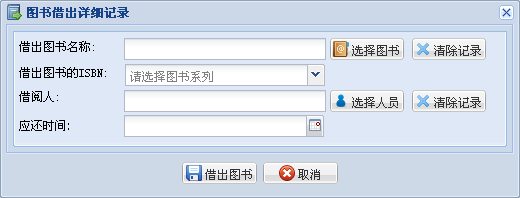 图书借出详细记录
借出图书名称: 选择图书 清除记录
借出图书的ISBN: 请选择图书系列
借阅人: 选择人员 清除记录
应还时间:
借出图书 取消